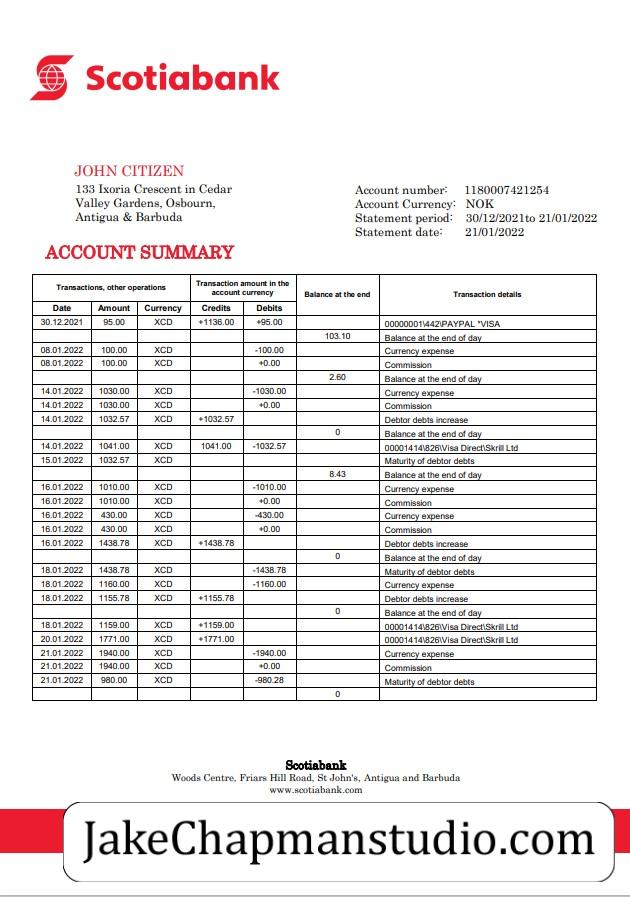 Scotiabank
JOHN CITIZEN
133 Ixoria Crescent in Cedar
Valley Gardens, Osbourn,
Antigua & Barbuda
Account number: 1180007421254
Account Currency: NOK
Statement period: 30/12/2021to 21/01/2022
Statement date: 21/01/2022
ACCOUNT SUMMARY
Transactions, other operations Transaction amount in the account currency Balance at the end Transaction details
Date Amount Currency Credits Debits
30.12.2021 95.00 XCD +1136.00 +95.00 00000001\442\PAYPAL *VISA
103.10 Balance at the end of day
08.01.2022 100.00 XCD -100.00 Currency expense
08.01.2022 100.00 XCD +0.00 Commission
2.60 Balance at the end of day
14.01.2022 1030.00 XCD -1030.00 Currency expense
14.01.2022 1030.00 XCD +0.00 Commission
14.01.2022 1032.57 XCD +1032.57 Debtor debts increase
0 Balance at the end of day
14.01.2022 1041.00 XCD 1041.00 -1032.57 00001414\826\Visa Direct\Skrill Ltd
15.01.2022 1032.57 XCD Maturity of debtor debts
8.43 Balance at the end of day
16.01.2022 1010.00 XCD -1010.00 Currency expense
16.01.2022 1010.00 XCD +0.00 Commission
16.01.2022 430.00 XCD -430.00 Currency expense
16.01.2022 430.00 XCD +0.00 Commission
16.01.2022 1438.78 XCD +1438.78 Debtor debts increase
0 Balance at the end of day
18.01.2022 1438.78 XCD -1438.78 Maturity of debtor debts
18.01.2022 1160.00 XCD -1160.00 Currency expense
18.01.2022 1155.78 XCD +1155.78 Debtor debts increase
0 Balance at the end of day
18.01.2022 1159.00 XCD +1159.00 00001414\826\Visa Direct\Skrill Ltd
20.01.2022 1771.00 XCD +1771.00 00001414\826\Visa Direct\Skrill Ltd
21.01.2022 1940.00 XCD -1940.00 Currency expense
21.01.2022 1940.00 XCD +0.00 Commission
21.01.2022 980.00 XCD -980.28 Maturity of debtor debts
0
Scotiabank
Woods Centre, Friars Hill Road, St John's, Antigua and Barbuda
www.scotiabank.com
JakeChapmanstudio.com